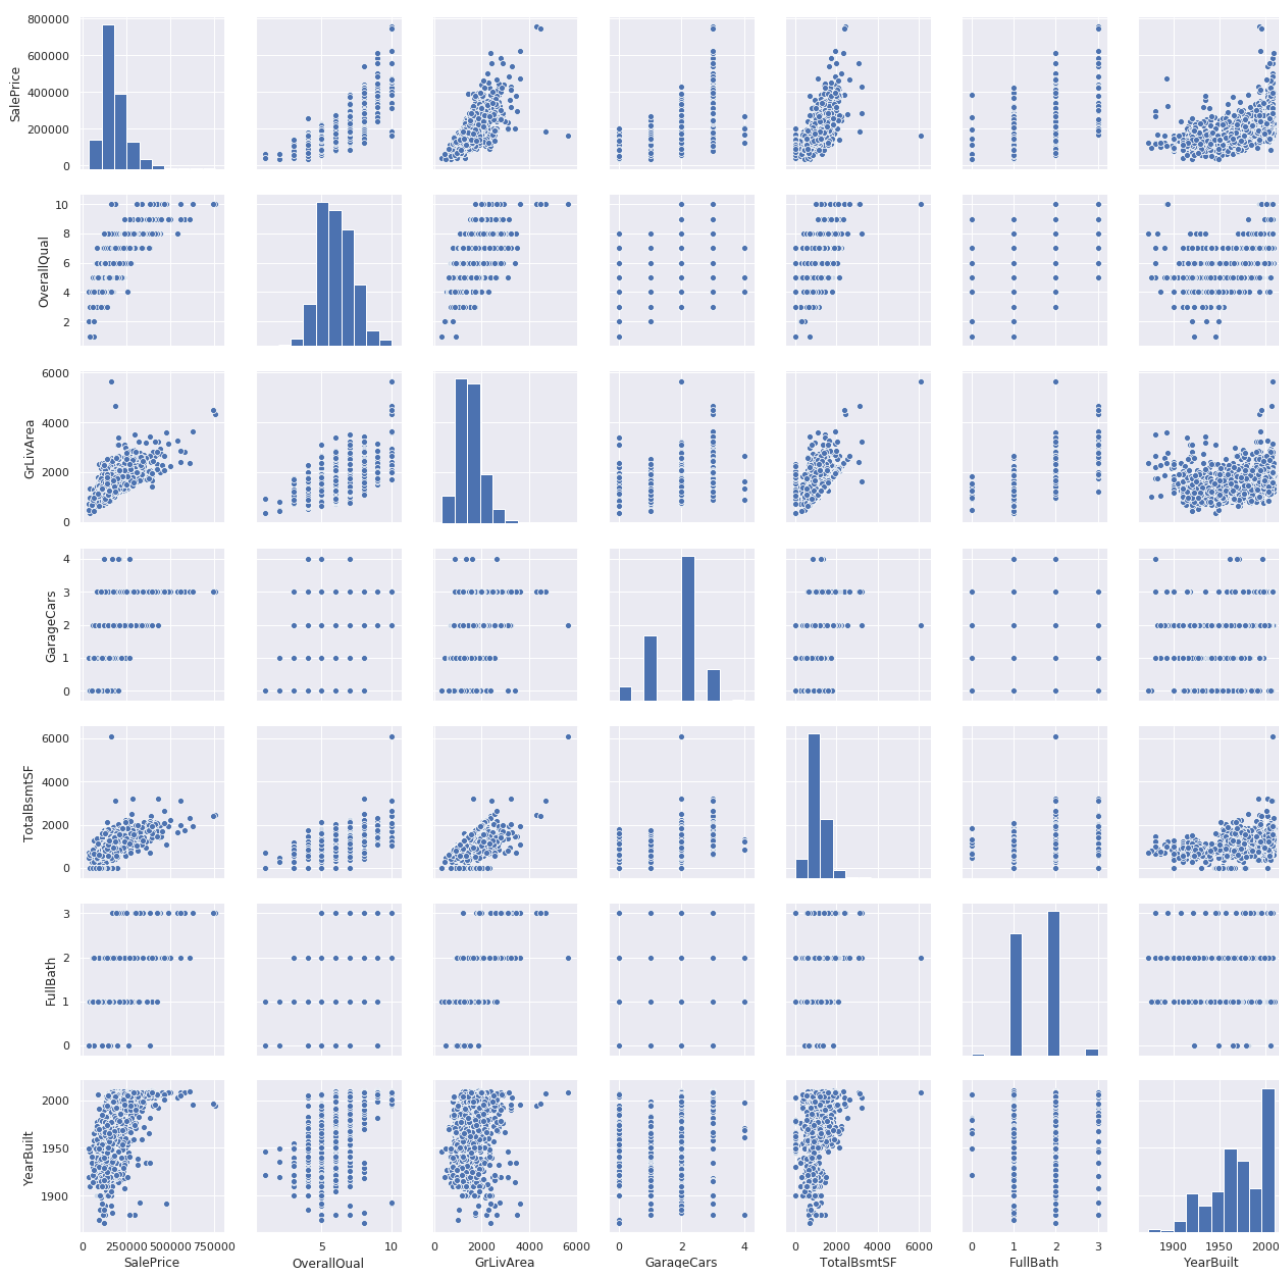 800000
600000
400000
200000
0
SalePrice
10
8
6
4
2
OverallQual
6000
4000
2000
0
GrLivArea
4
3
2
1
0
GarageCars
6000
4000
2000
0
TotalBsmtSF
3
2
1
0
FullBath
2000
1950
1900
YearBuilt
0 250000 500000 750000
SalePrice
5 10
OverallQual
0 2000 4000 6000
GrLivArea
0 2 4
GarageCars
0 2000 4000 6000
TotalBsmtSF
0 1 2 3
FullBath
1900 1950 2000
YearBuilt